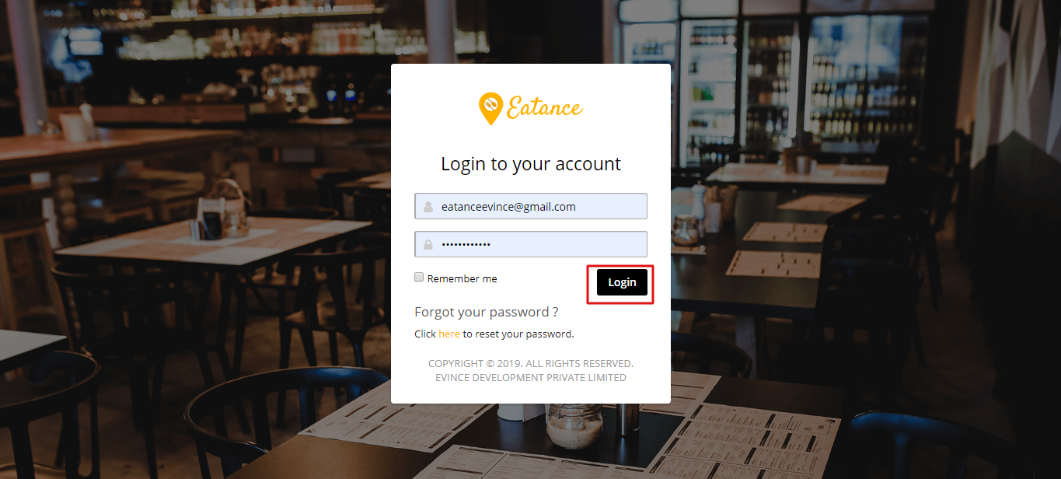 Eatance
Login to your account
eatanceevince@gmail.com
••••••••••••
Remember me
Login
Forgot your password ?
Click here to reset your password.
COPYRIGHT © 2019. ALL RIGHTS RESERVED.
EVINCE DEVELOPMENT PRIVATE LIMITED